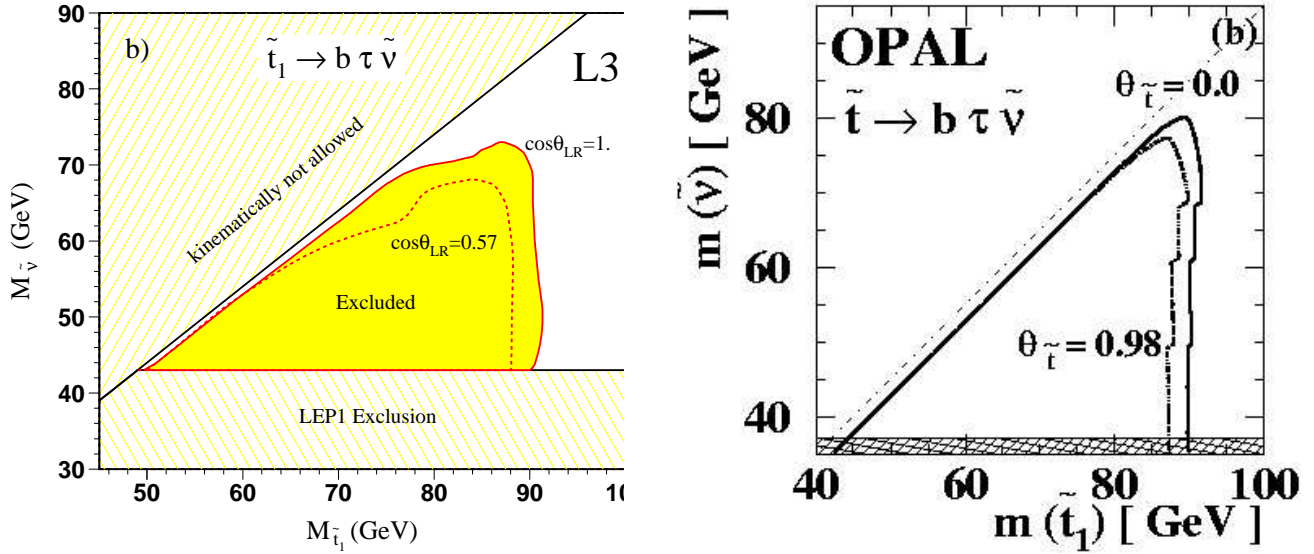 b)
t̃₁ → b τ ν̃
L3
kinematically not allowed
cosθLR=1.
cosθLR=0.57
Excluded
LEP1 Exclusion
M ν̃ (GeV)
90
80
70
60
50
40
30
50 60 70 80 90 10
M t̃₁ (GeV)
OPAL
(b)
θ t̃ = 0.0
t̃ → b τ ν̃
θ t̃ = 0.98
m (ν̃) [ GeV ]
80
60
40
40 60 80 100
m (t̃₁) [ GeV ]